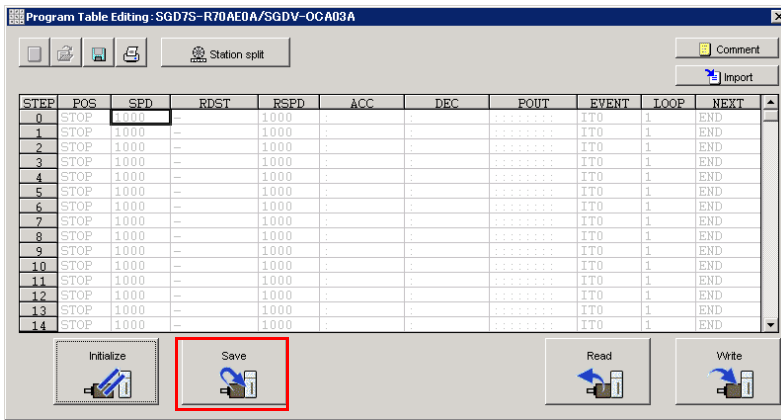 Program Table Editing:SGD7S-R70AE0A/SGDV-OCA03A
Station split
Comment
Import
STEP POS SPD RDST RSPD ACC DEC POUT EVENT LOOP NEXT
0 STOP 1000 — 1000 : : : : : : : : : : IT0 1 END
1 STOP 1000 — 1000 : : : : : : : : : : IT0 1 END
2 STOP 1000 — 1000 : : : : : : : : : : IT0 1 END
3 STOP 1000 — 1000 : : : : : : : : : : IT0 1 END
4 STOP 1000 — 1000 : : : : : : : : : : IT0 1 END
5 STOP 1000 — 1000 : : : : : : : : : : IT0 1 END
6 STOP 1000 — 1000 : : : : : : : : : : IT0 1 END
7 STOP 1000 — 1000 : : : : : : : : : : IT0 1 END
8 STOP 1000 — 1000 : : : : : : : : : : IT0 1 END
9 STOP 1000 — 1000 : : : : : : : : : : IT0 1 END
10 STOP 1000 — 1000 : : : : : : : : : : IT0 1 END
11 STOP 1000 — 1000 : : : : : : : : : : IT0 1 END
12 STOP 1000 — 1000 : : : : : : : : : : IT0 1 END
13 STOP 1000 — 1000 : : : : : : : : : : IT0 1 END
14 STOP 1000 — 1000 : : : : : : : : : : IT0 1 END
Initialize Save Read Write